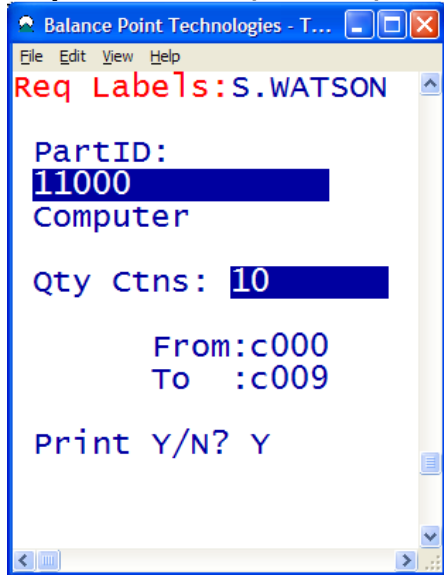 Balance Point Technologies - T...
File Edit View Help
Req Labels:S.WATSON
PartID:
11000
Computer
Qty Ctns: 10
From:c000
To :c009
Print Y/N? Y